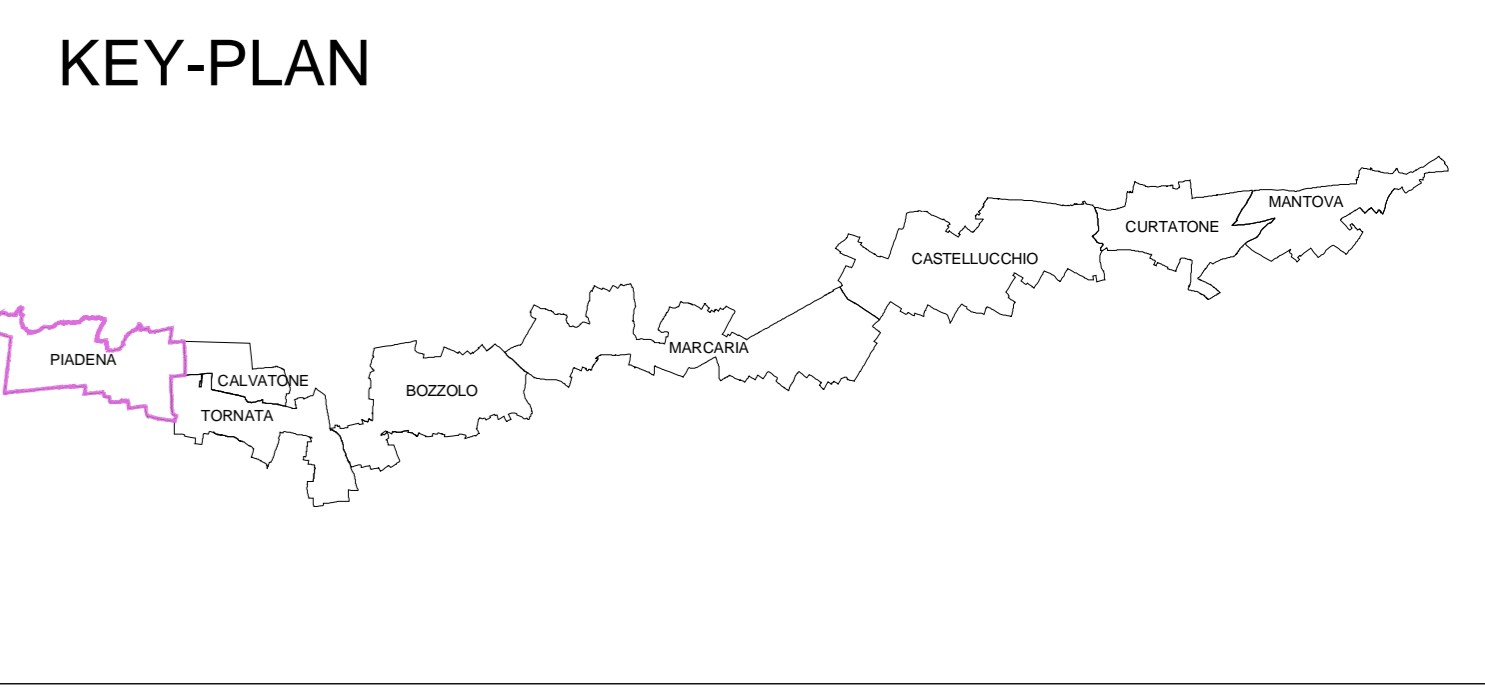 KEY-PLAN
PIADENA
CALVATONE
TORNATA
BOZZOLO
MARCARIA
CASTELLUCCHIO
CURTATONE
MANTOVA